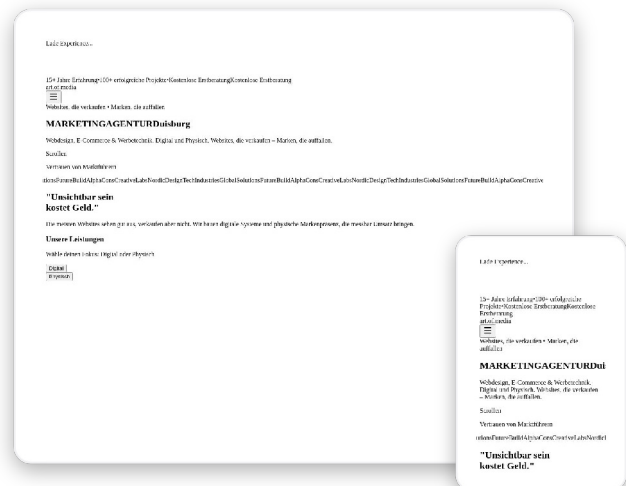 Lade Experience...
15+ Jahre Erfahrung•100+ erfolgreiche Projekte•Kostenlose ErstberatungKostenlose Erstberatung
art.of.media
☰
Websites, die verkaufen • Marken, die auffallen
MARKETINGAGENTURDuisburg
Webdesign, E-Commerce & Werbetechnik. Digital und Physisch. Websites, die verkaufen – Marken, die auffallen.
Scrollen
Vertrauen von Marktführern
tionsFutureBuildAlphaConsCreativeLabsNordicDesignTechIndustriesGlobalSolutionsFutureBuildAlphaConsCreativeLabsNordicDesignTechIndustriesGlobalSolutionsFutureBuildAlphaConsCreative
"Unsichtbar sein
kostet Geld."
Die meisten Websites sehen gut aus, verkaufen aber nicht. Wir bauen digitale Systeme und physische Markenpräsenz, die messbar Umsatz bringen.
Unsere Leistungen
Wähle deinen Fokus: Digital oder Physisch
Digital
Physisch
Lade Experience...
15+ Jahre Erfahrung•100+ erfolgreiche
Projekte•Kostenlose ErstberatungKostenlose
Erstberatung
art.of.media
☰
Websites, die verkaufen • Marken, die
auffallen
MARKETINGAGENTURDui
Webdesign, E-Commerce & Werbetechnik.
Digital und Physisch. Websites, die verkaufen
– Marken, die auffallen.
Scrollen
Vertrauen von Marktführern
utionsFutureBuildAlphaConsCreativeLabsNordicI
"Unsichtbar sein
kostet Geld."